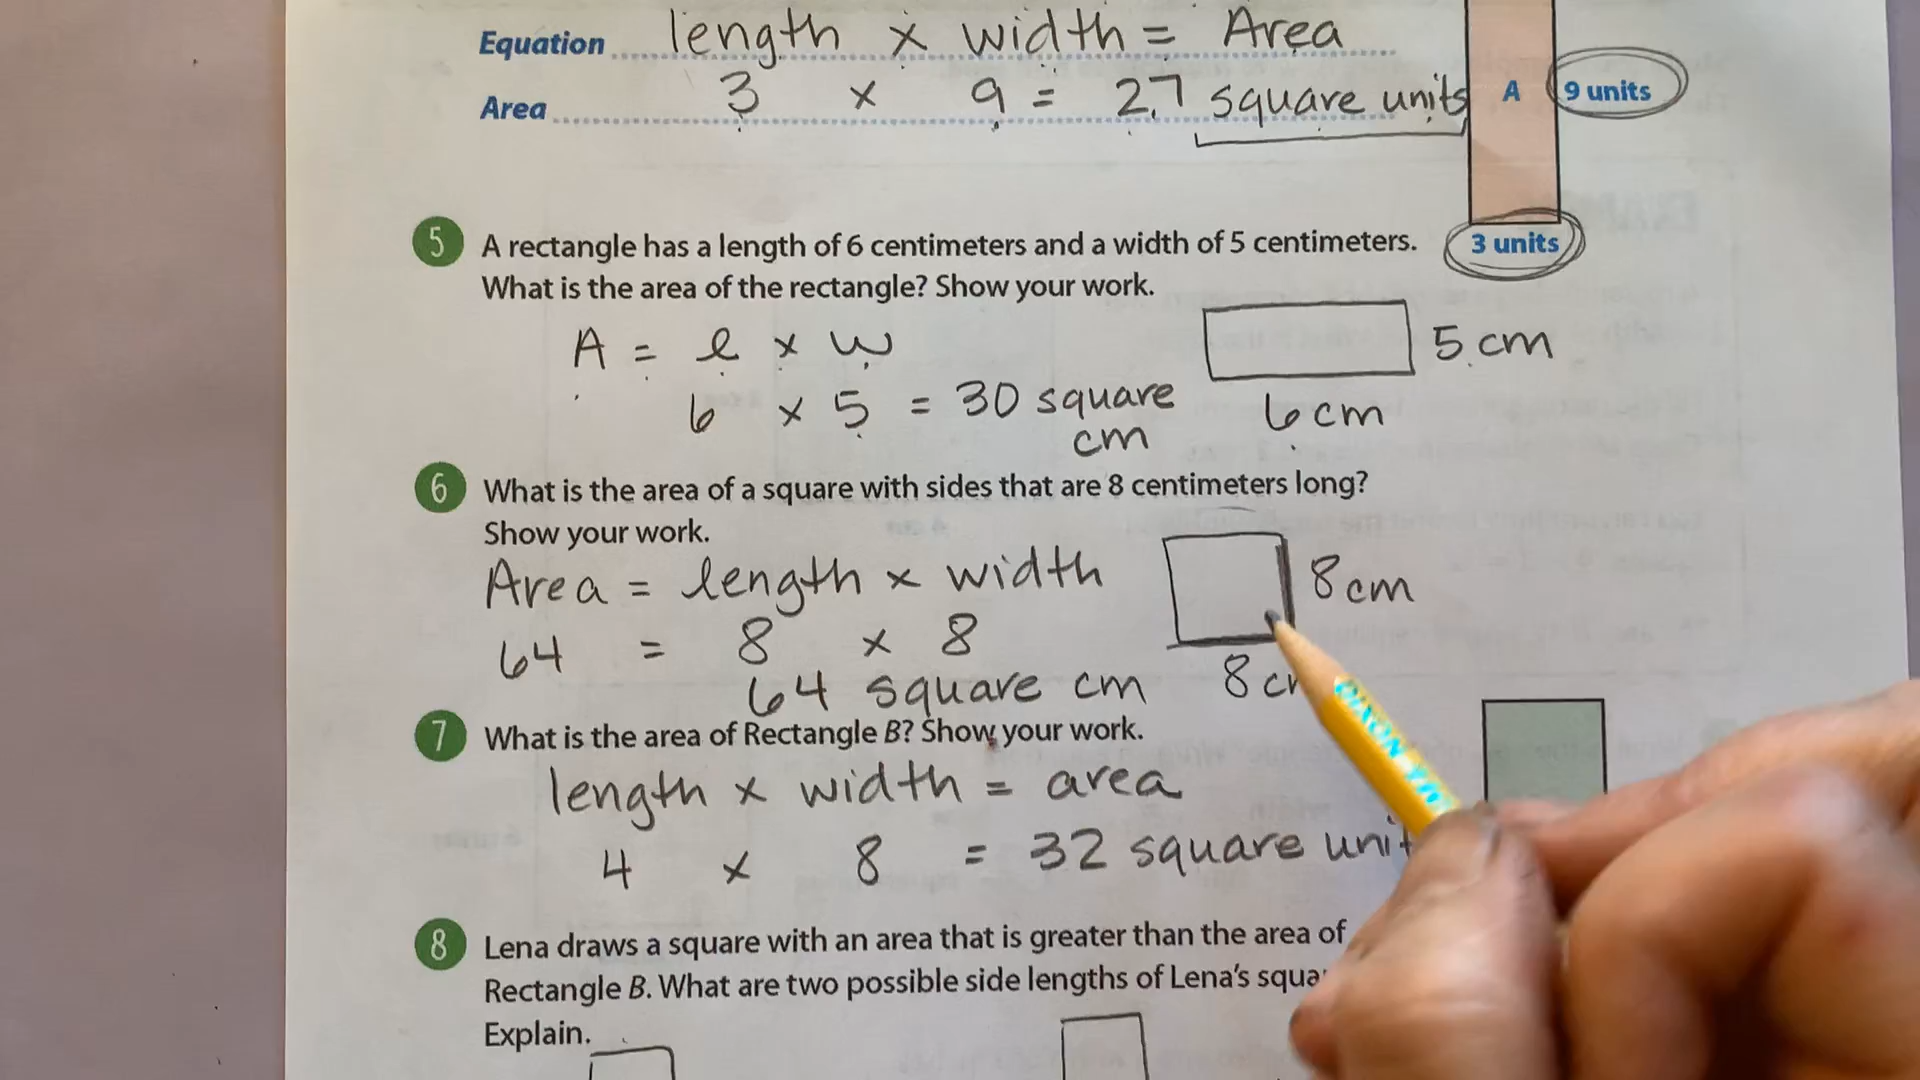 Equation length x width = Area
Area 3 x 9 = 27 square units
A 9 units
3 units
5 A rectangle has a length of 6 centimeters and a width of 5 centimeters.
What is the area of the rectangle? Show your work.
A = l x w
5 cm
6 x 5 = 30 square
cm
6 cm
6 What is the area of a square with sides that are 8 centimeters long?
Show your work.
Area = length x width
8 cm
64 = 8 x 8
64 square cm
8
7 What is the area of Rectangle B? Show your work.
length x width = area
4 x 8 = 32 square
8 Lena draws a square with an area that is greater than the area of
Rectangle B. What are two possible side lengths of Lena's
Explain.